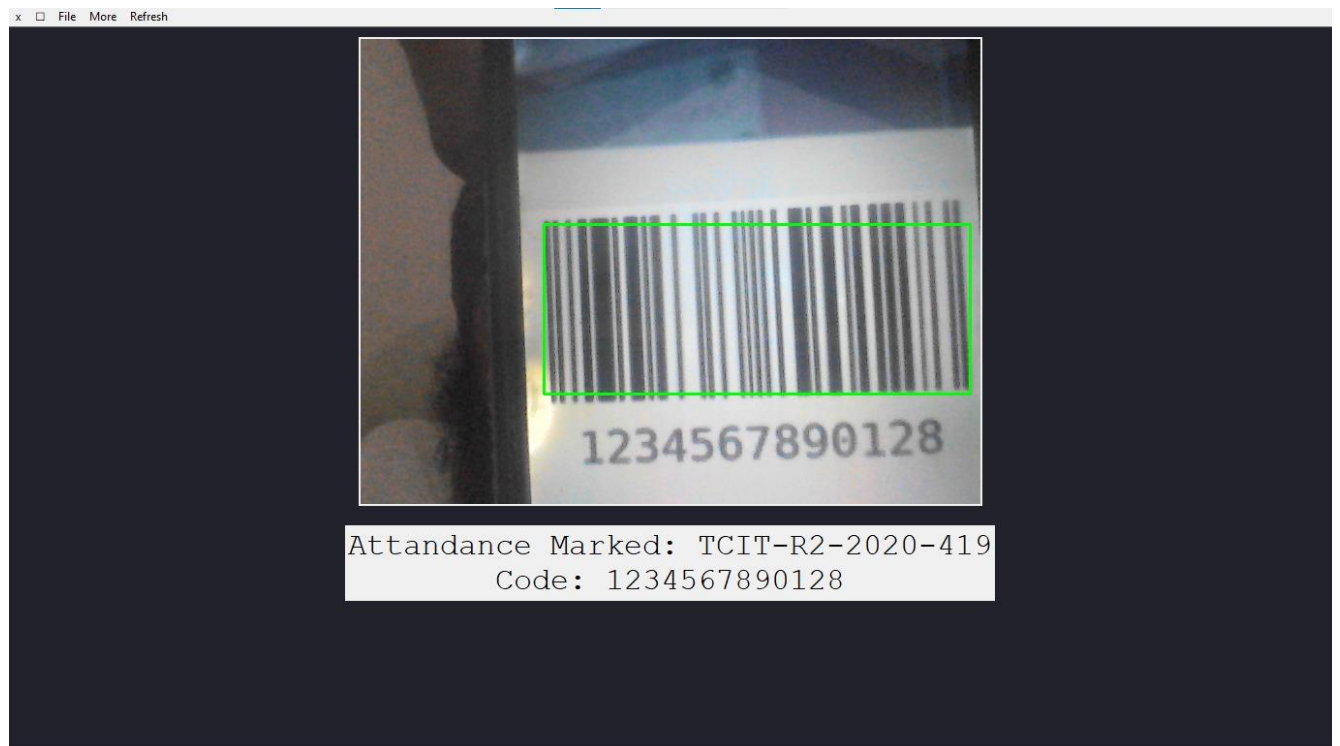 x □ File More Refresh
1234567890128
Attandance Marked: TCIT-R2-2020-419
Code: 1234567890128